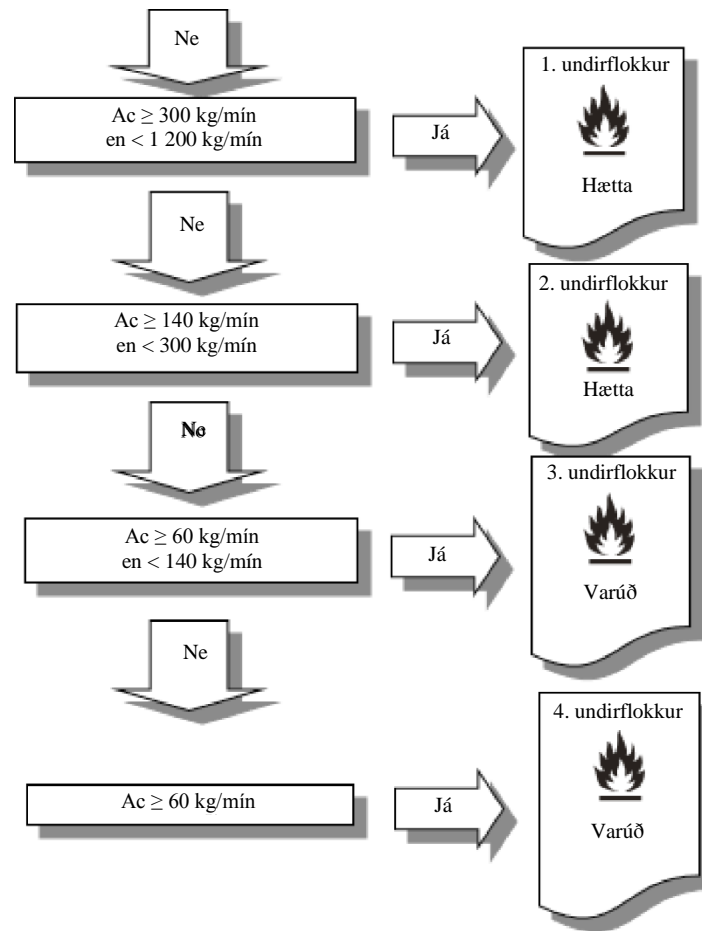 Ne
Ac ≥ 300 kg/mín
en < 1 200 kg/mín
Já
1. undirflokkur
Hætta
Ne
Ac ≥ 140 kg/mín
en < 300 kg/mín
Já
2. undirflokkur
Hætta
No
Ac ≥ 60 kg/mín
en < 140 kg/mín
Já
3. undirflokkur
Varúð
Ne
Ac ≥ 60 kg/mín
Já
4. undirflokkur
Varúð